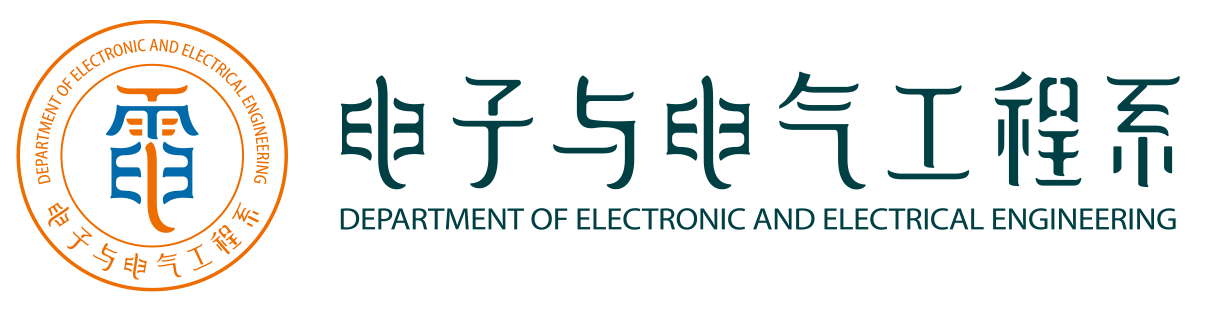 DEPARTMENT OF ELECTRONIC AND ELECTRICAL ENGINEERING
電
电子与电气工程系
电子与电气工程系
DEPARTMENT OF ELECTRONIC AND ELECTRICAL ENGINEERING